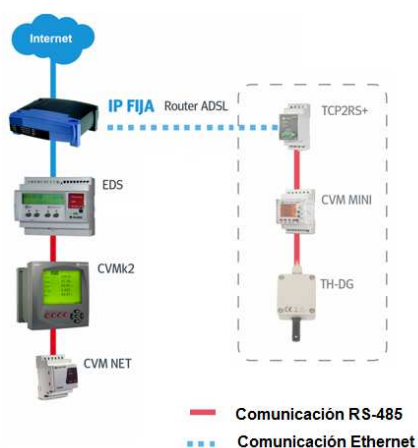 Internet
IP FIJA Router ADSL
TCP2RS+
EDS
CVM MINI
CVMk2
TH-DG
CVM NET
Comunicación RS-485
Comunicación Ethernet